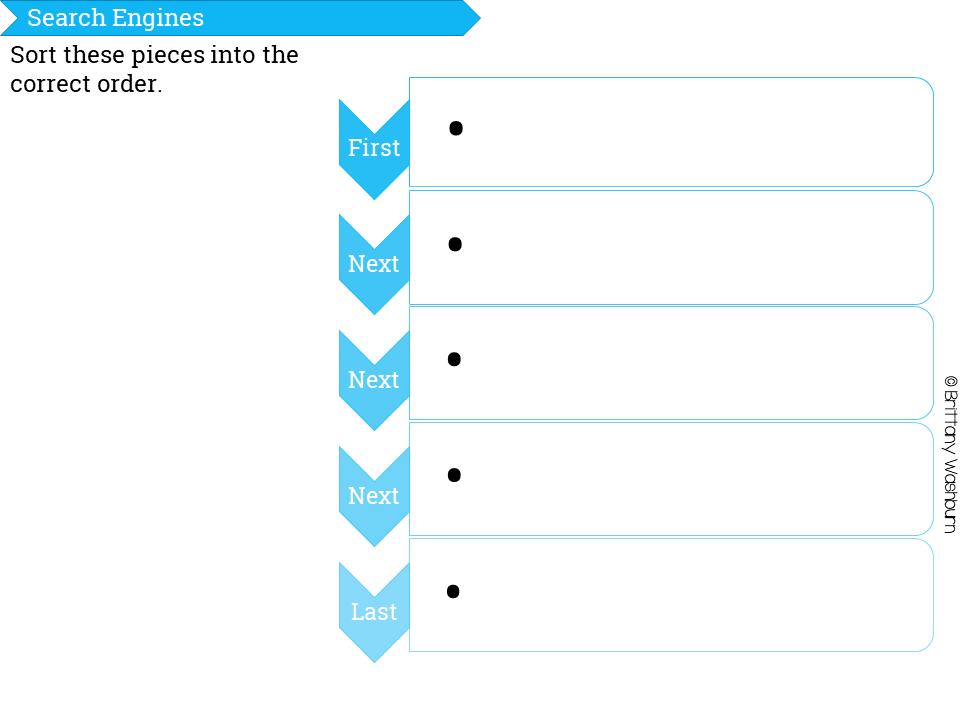 Search Engines
Sort these pieces into the
correct order.
First
•
Next
•
Next
•
Next
•
Last
•
© Brittany Washburn